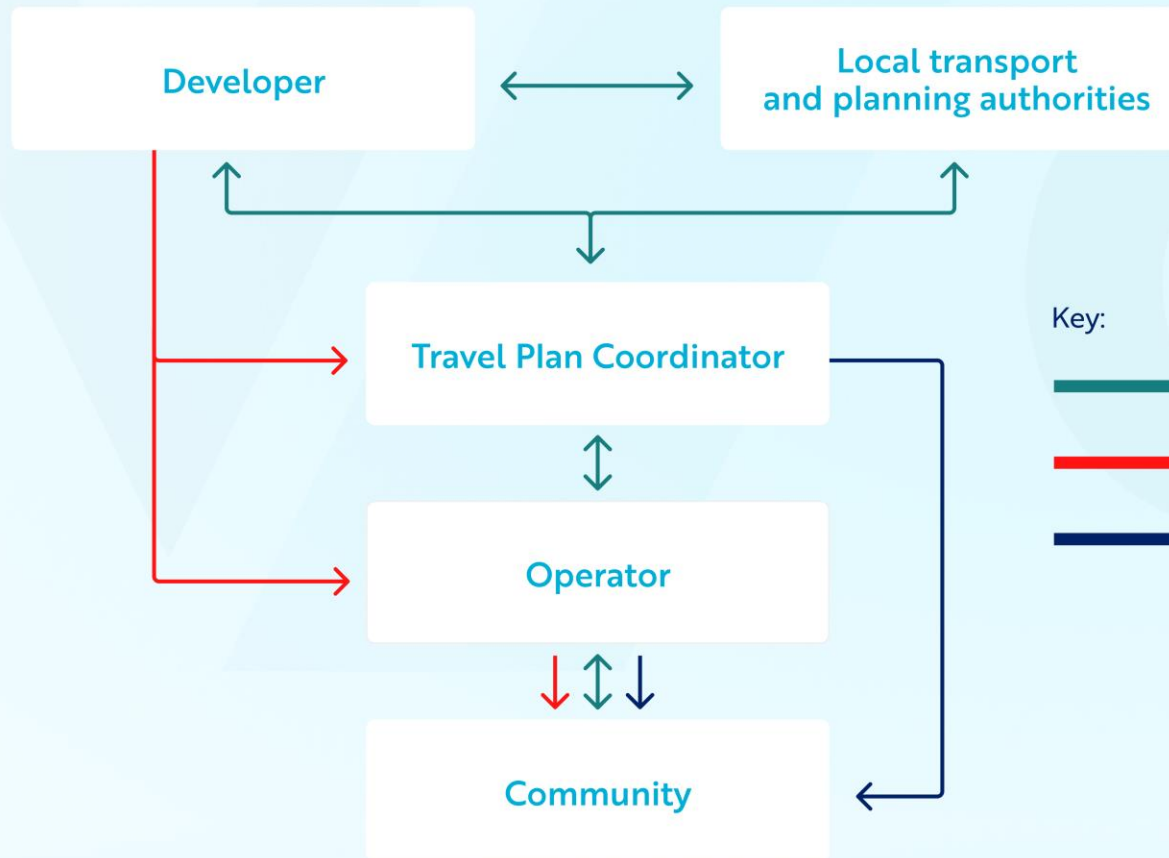 Developer
Local transport
and planning authorities
Travel Plan Coordinator
Key:
Operator
Community